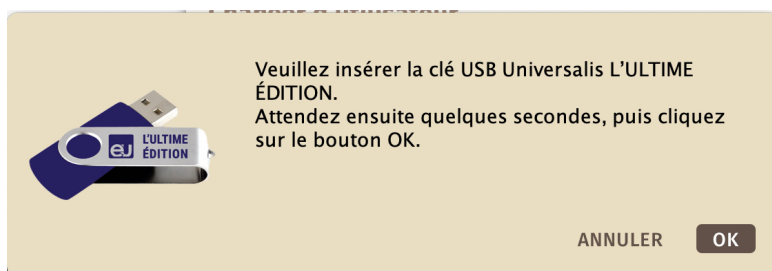 Veuillez insérer la clé USB Universalis L'ULTIME
ÉDITION.
Attendez ensuite quelques secondes, puis cliquez
sur le bouton OK.
eu L'ULTIME
ÉDITION
ANNULER OK